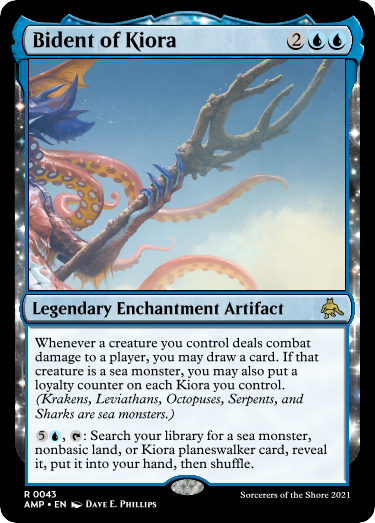 Bident of Kiora 2
Legendary Enchantment Artifact
Whenever a creature you control deals combat
damage to a player, you may draw a card. If that
creature is a sea monster, you may also put a
loyalty counter on each Kiora you control.
(Krakens, Leviathans, Octopuses, Serpents, and
Sharks are sea monsters.)
5, : Search your library for a sea monster,
nonbasic land, or Kiora planeswalker card, reveal
it, put it into your hand, then shuffle.
R 0043
AMP • EN Dave E. Phillips
Sorcerers of the Shore 2021